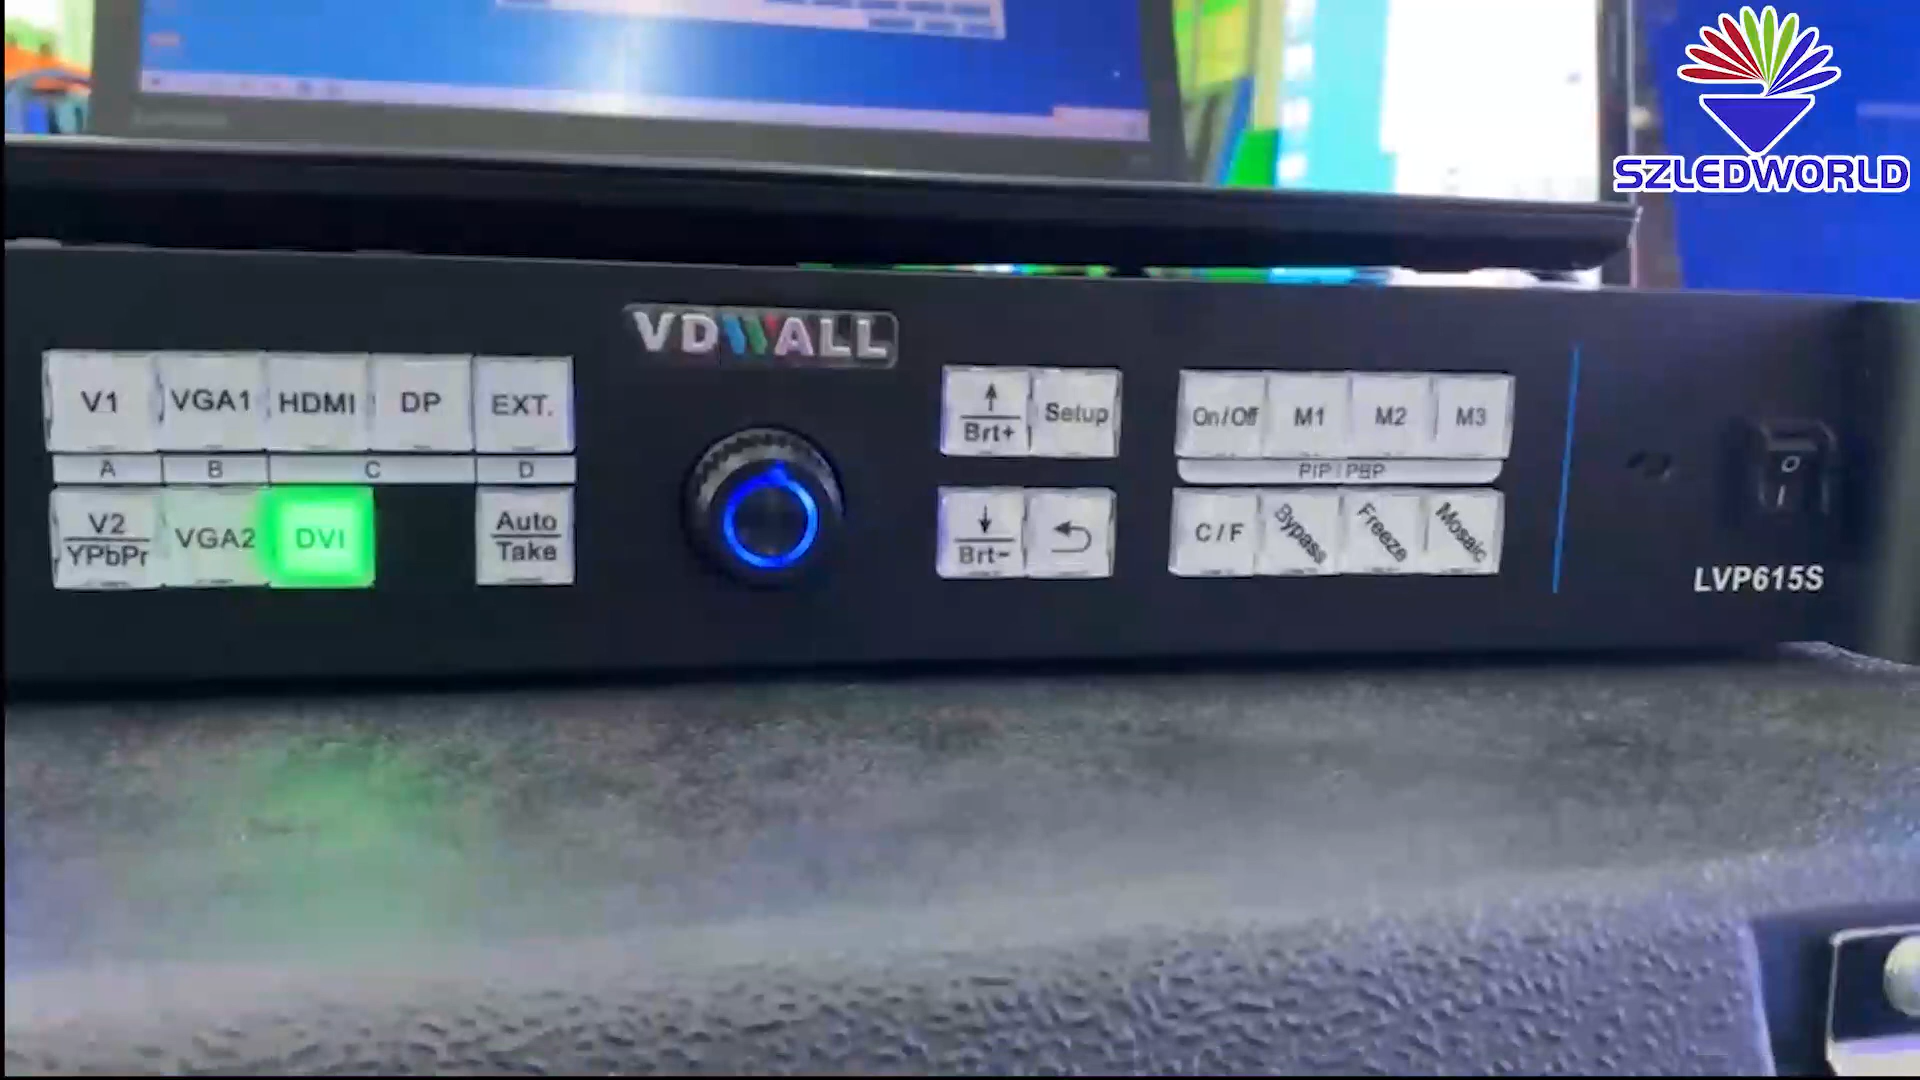 SZLEDWORLD
VDWALL
V1 VGA1 HDMI DP EXT.
A B C D
V2
YPbPr
VGA2 DVI
Auto
Take
Brt+
Setup
Brt-
On/Off M1 M2 M3
PIP/PBP
C/F Bypass Freeze Mosaic
LVP615S